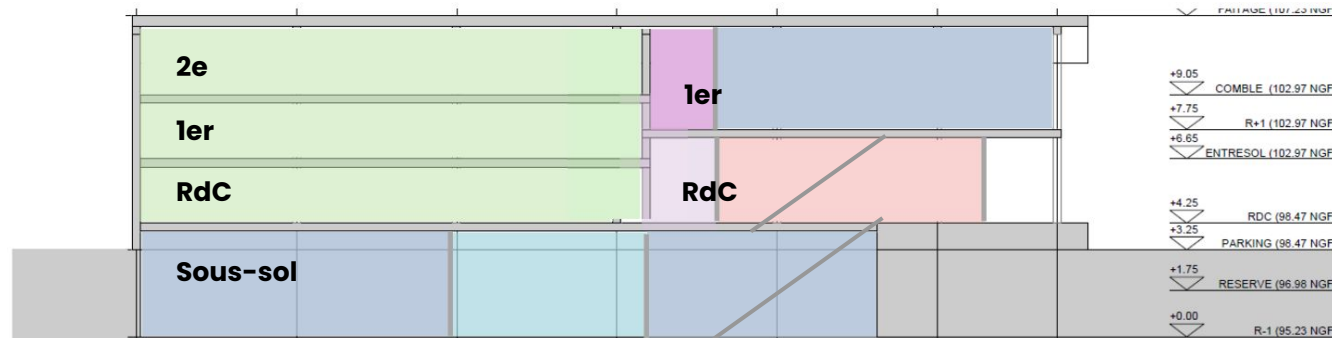 FAITAGE (107.23 NGF
2e
1er
+9.05
COMBLE (102.97 NGF
+7.75
R+1 (102.97 NGF
1er
+6.65
ENTRESOL (102.97 NGF
RdC
RdC
+4.25
RDC (98.47 NGF
+3.25
PARKING (98.47 NGF
Sous-sol
+1.75
RESERVE (96.98 NGF
+0.00
R-1 (95.23 NGF